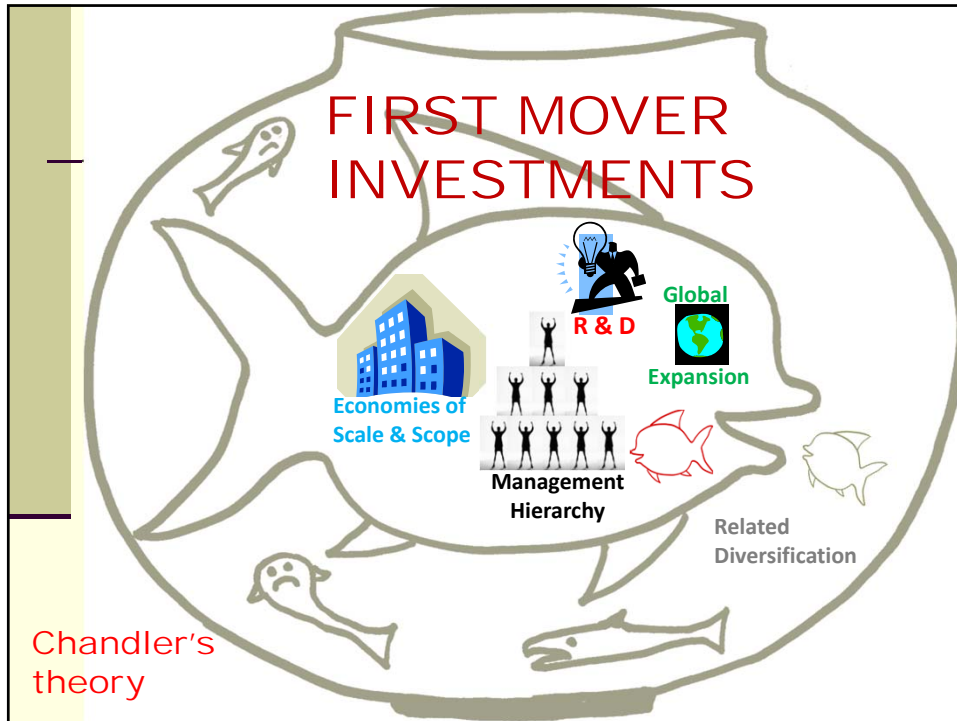 FIRST MOVER
INVESTMENTS
R & D
Global
Expansion
Economies of
Scale & Scope
Management
Hierarchy
Related
Diversification
Chandler's
theory